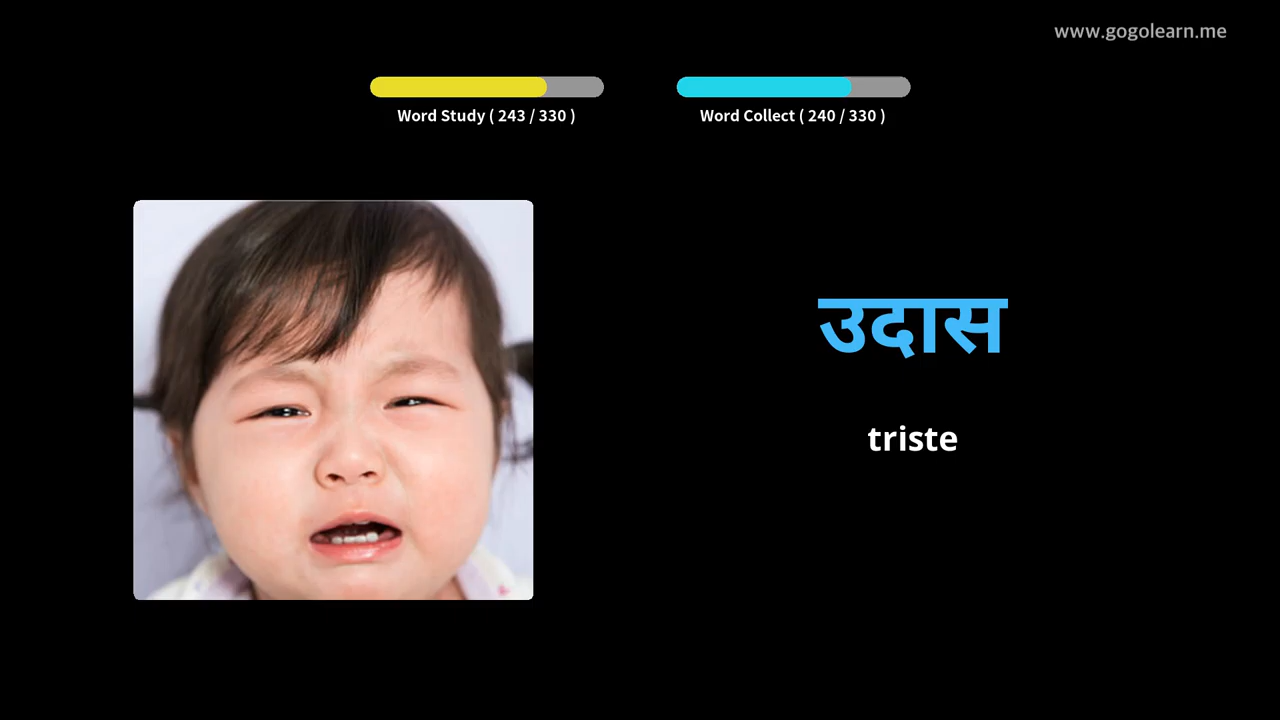 www.gogolearn.me
Word Study ( 243 / 330 )
Word Collect ( 240 / 330 )
उदास
triste